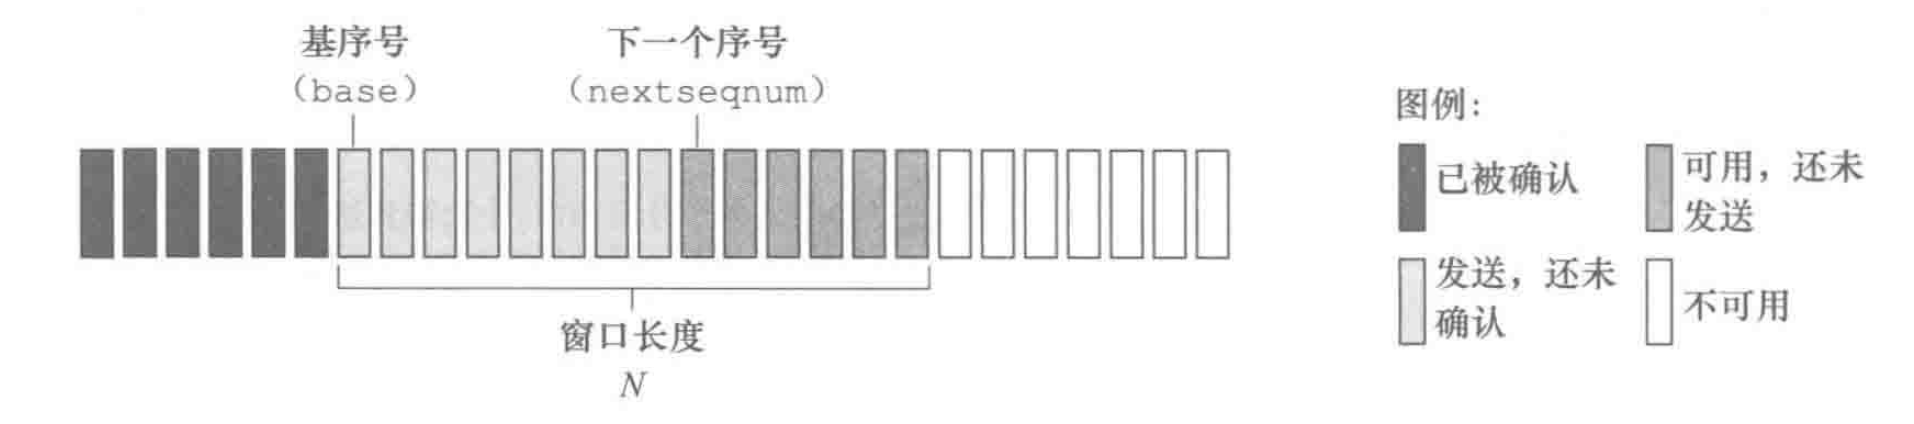 基序号
（base）
下一个序号
（nextseqnum）
窗口长度
N
图例：
已被确认
可用，还未
发送
发送，还未
确认
不可用